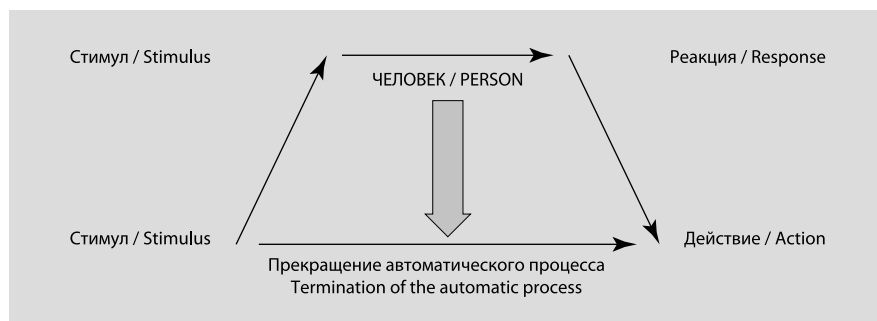 Стимул / Stimulus
Реакция / Response
ЧЕЛОВЕК / PERSON
Стимул / Stimulus
Действие / Action
Прекращение автоматического процесса
Termination of the automatic process